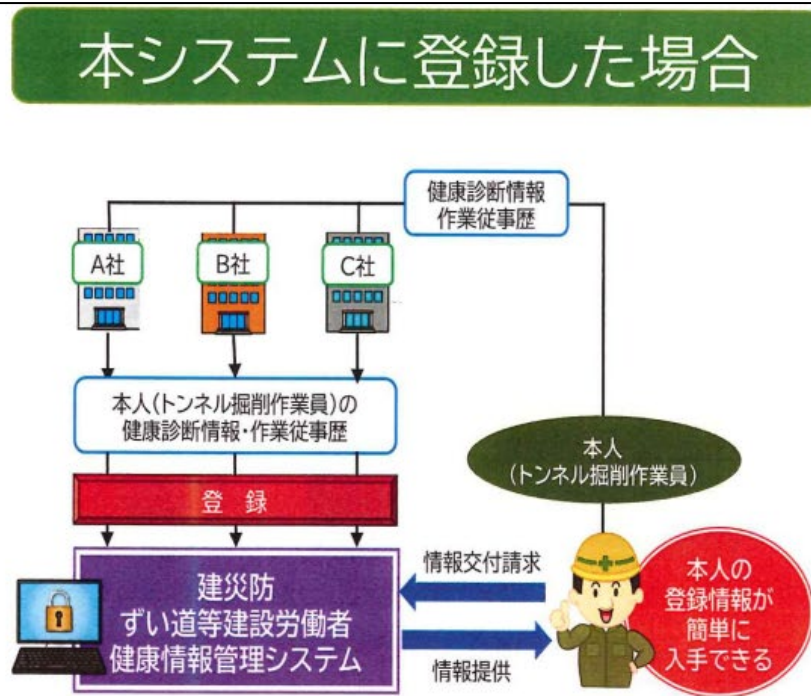 本システムに登録した場合
健康診断情報
作業従事歴
A社
B社
C社
本人(トンネル掘削作業員)の
健康診断情報・作業従事歴
本人
(トンネル掘削作業員)
登 録
建災防
ずい道等建設労働者
健康情報管理システム
情報交付請求
情報提供
本人の
登録情報が
簡単に
入手できる